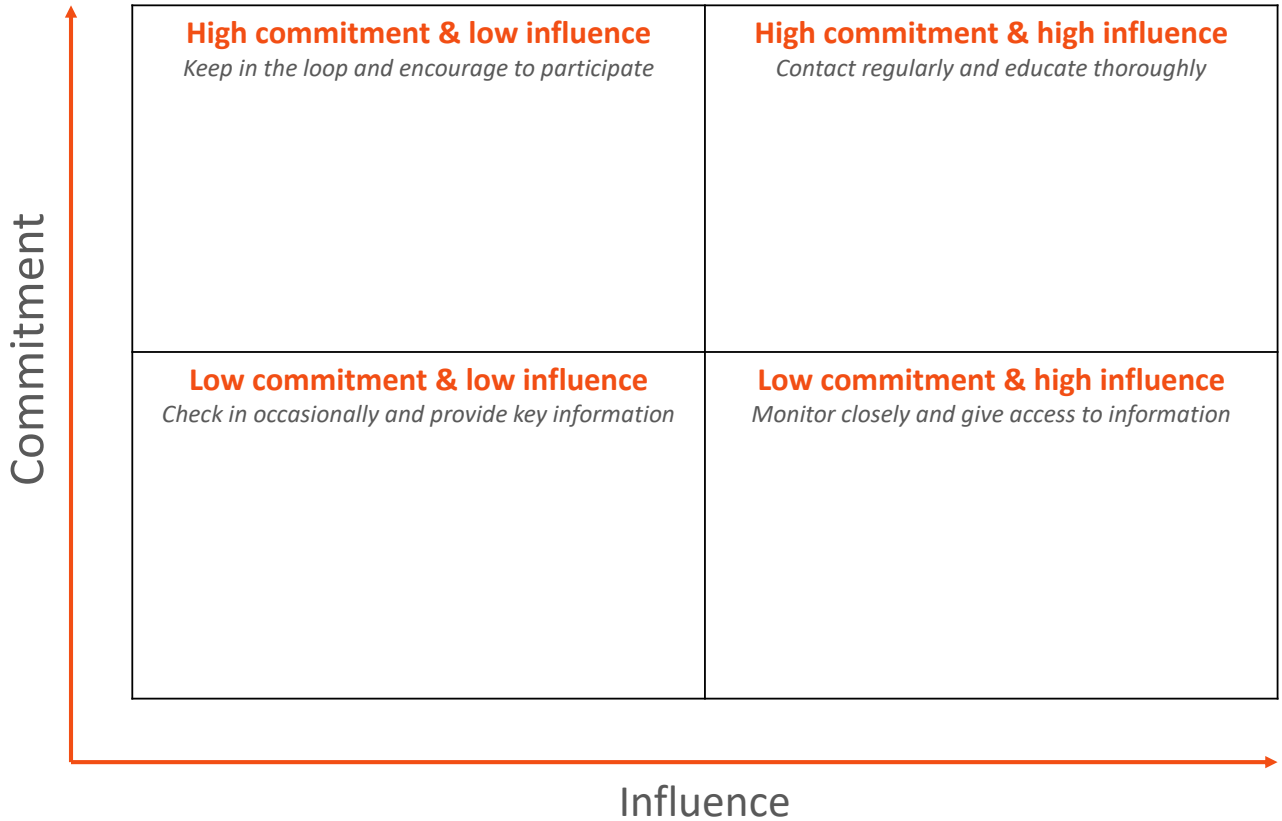 High commitment & low influence
Keep in the loop and encourage to participate
High commitment & high influence
Contact regularly and educate thoroughly
Commitment
Low commitment & low influence
Check in occasionally and provide key information
Low commitment & high influence
Monitor closely and give access to information
Influence